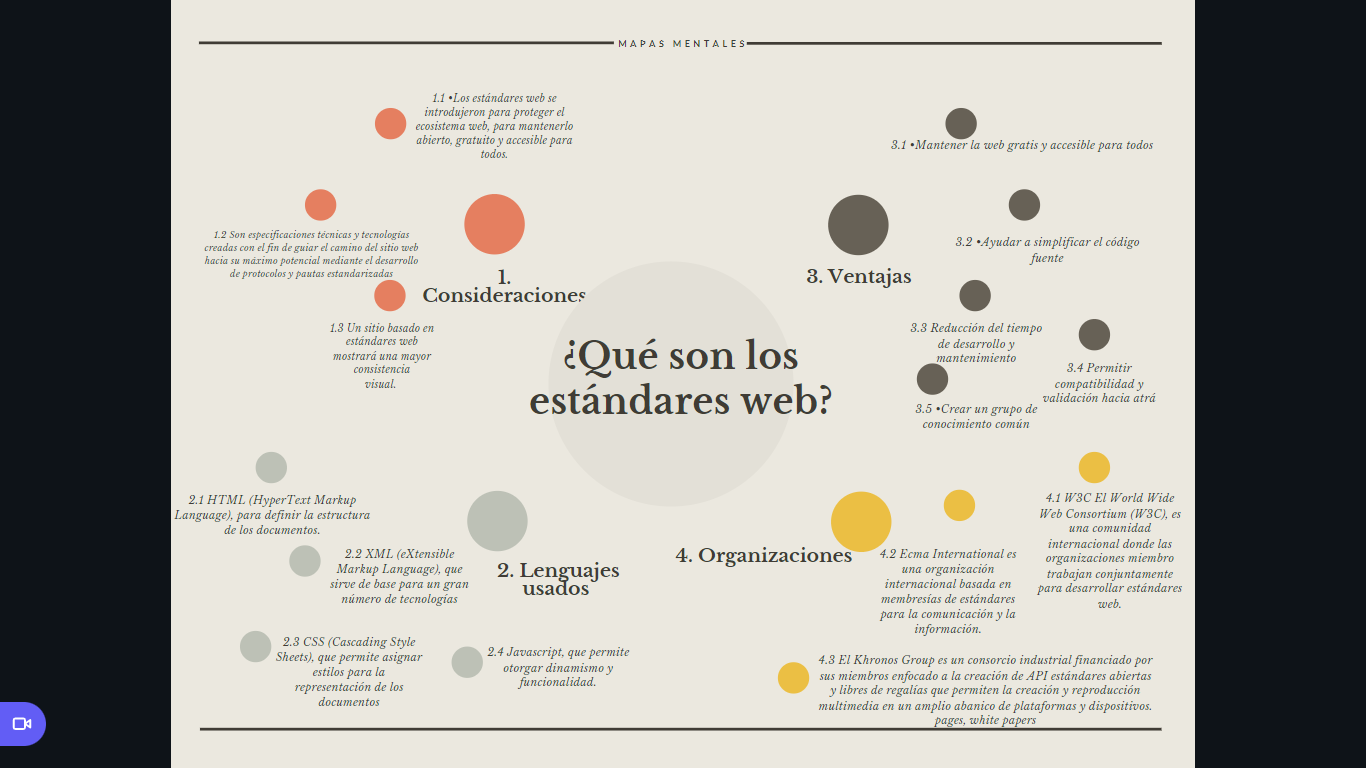 MAPAS MENTALES
1.1 •Los estándares web se
introdujeron para proteger el
ecosistema web, para mantenerlo
abierto, gratuito y accesible para
todos.
1.2 Son especificaciones técnicas y tecnologías
creadas con el fin de guiar el camino del sitio web
hacia su máximo potencial mediante el desarrollo
de protocolos y pautas estandarizadas
1.
Consideraciones
1.3 Un sitio basado en
estándares web
mostrará una mayor
consistencia
visual.
¿Qué son los
estándares web?
3.1 •Mantener la web gratis y accesible para todos
3. Ventajas
3.2 •Ayudar a simplificar el código
fuente
3.3 Reducción del tiempo
de desarrollo y
mantenimiento
3.4 Permitir
compatibilidad y
validación hacia atrá
3.5 •Crear un grupo de
conocimiento común
2.1 HTML (HyperText Markup
Language), para definir la estructura
de los documentos.
2.2 XML (eXtensible
Markup Language), que
sirve de base para un gran
número de tecnologías
2. Lenguajes
usados
2.3 CSS (Cascading Style
Sheets), que permite asignar
estilos para la
representación de los
documentos
2.4 Javascript, que permite
otorgar dinamismo y
funcionalidad.
4. Organizaciones
4.1 W3C El World Wide
Web Consortium (W3C), es
una comunidad
internacional donde las
organizaciones miembro
trabajan conjuntamente
para desarrollar estándares
web.
4.2 Ecma International es
una organización
internacional basada en
membresías de estándares
para la comunicación y la
información.
4.3 El Khronos Group es un consorcio industrial financiado por
sus miembros enfocado a la creación de API estándares abiertas
y libres de regalías que permiten la creación y reproducción
multimedia en un amplio abanico de plataformas y dispositivos.
pages, white papers